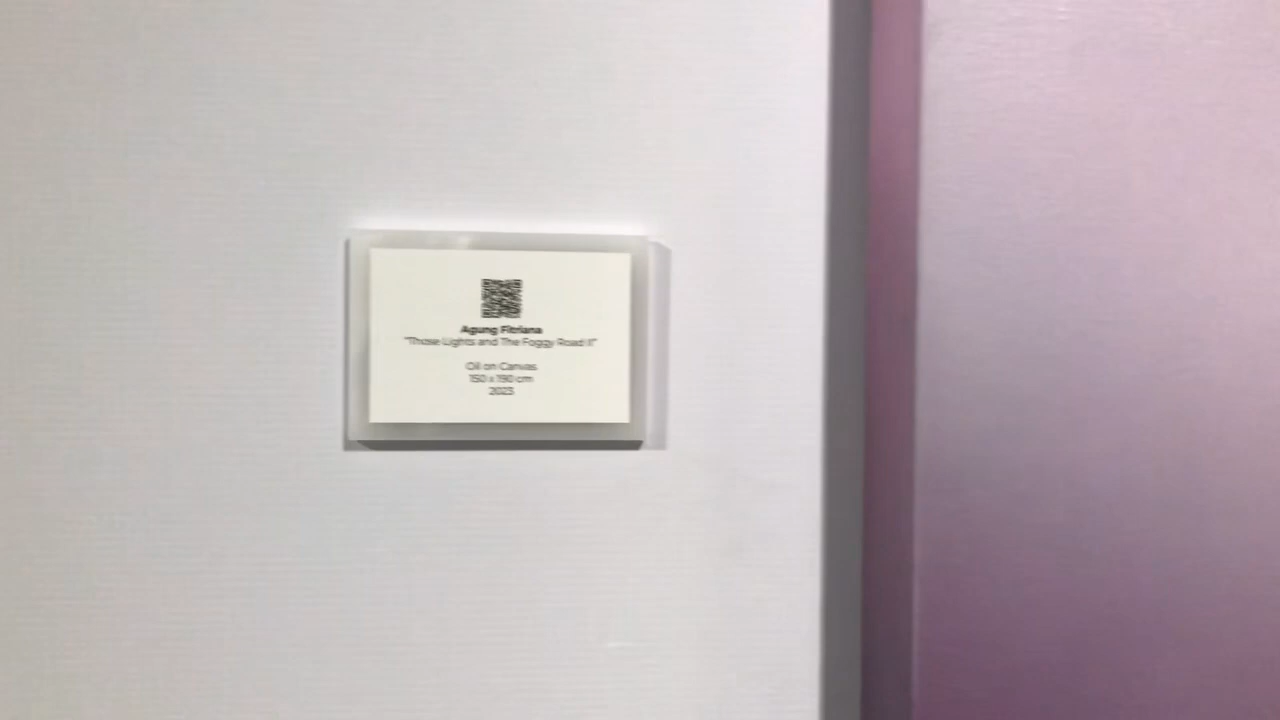 Agung Fitriana
"Those Lights and The Foggy Road II"
Oil on Canvas
150 x 190 cm
2023